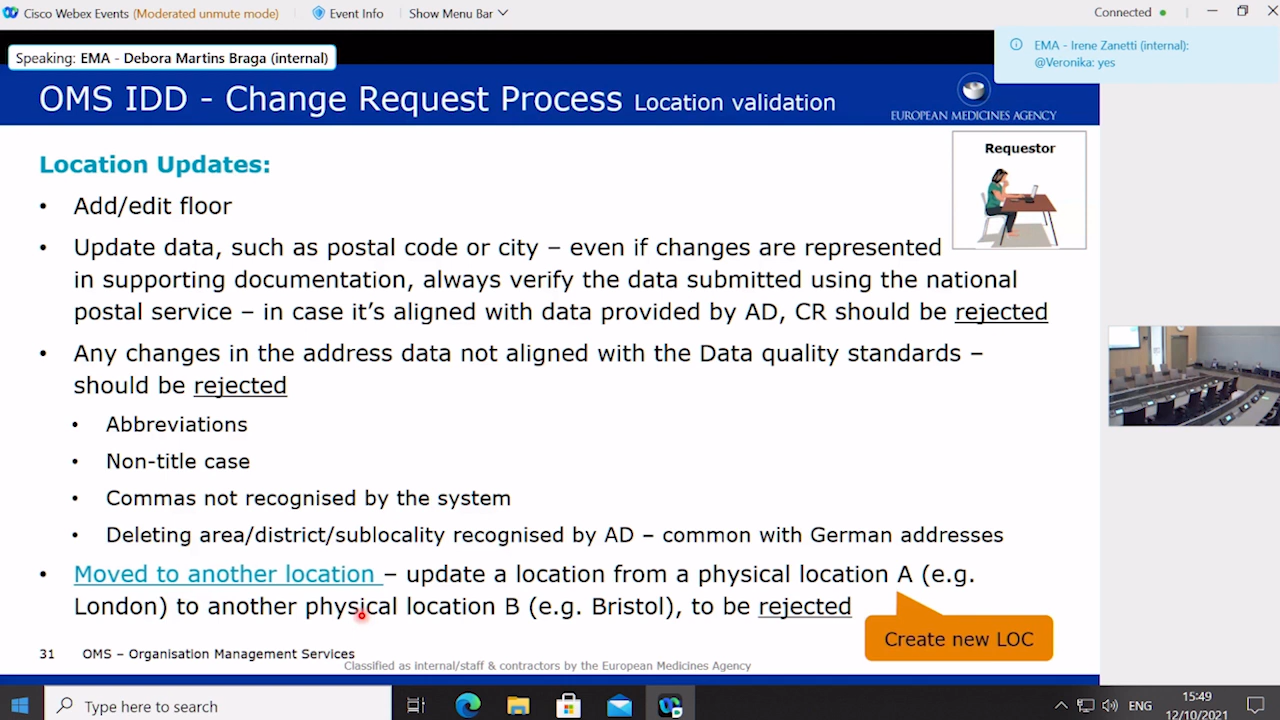 Cisco Webex Events (Moderated unmute mode)
Event Info
Show Menu Bar
Connected
Speaking: EMA - Debora Martins Braga (internal)
EMA - Irene Zanetti (internal):
@Veronika: yes
OMS IDD - Change Request Process Location validation
EUROPEAN MEDICINES AGENCY
Requestor
Location Updates:
• Add/edit floor
• Update data, such as postal code or city – even if changes are represented
in supporting documentation, always verify the data submitted using the national
postal service – in case it's aligned with data provided by AD, CR should be rejected
• Any changes in the address data not aligned with the Data quality standards –
should be rejected
• Abbreviations
• Non-title case
• Commas not recognised by the system
• Deleting area/district/sublocality recognised by AD – common with German addresses
• Moved to another location – update a location from a physical location A (e.g.
London) to another physical location B (e.g. Bristol), to be rejected
Create new LOC
31 OMS – Organisation Management Services
Classified as internal/staff & contractors by the European Medicines Agency
Type here to search
ENG
15:49
12/10/2021